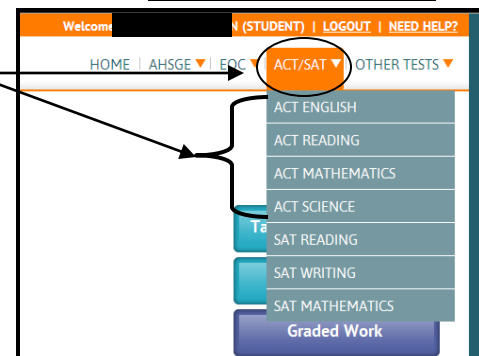 Welcome N (STUDENT) | LOGOUT | NEED HELP?
HOME | AHSGE ▼ | EOC ▼ ACT/SAT ▼ OTHER TESTS ▼
ACT ENGLISH
ACT READING
ACT MATHEMATICS
ACT SCIENCE
Ta
SAT READING
SAT WRITING
SAT MATHEMATICS
Graded Work